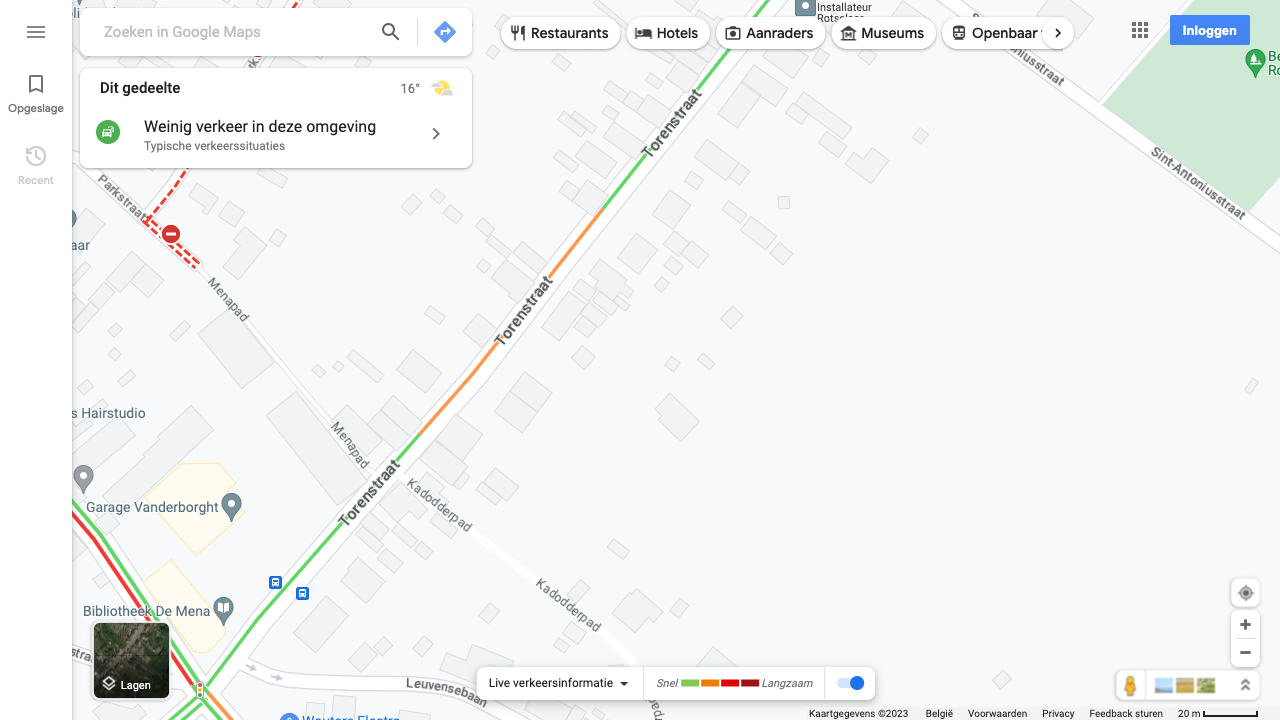 Zoeken in Google Maps
Restaurants
Hotels
Aanraders
Museums
Openbaar
Inloggen
Installateur
Rotselaar
Opgeslage
Recent
Dit gedeelte
16°
Weinig verkeer in deze omgeving
Typische verkeerssituaties
Torenstraat
Sint-Antoniusstraat
Parkstraat
aar
Menapad
Torenstraat
s Hairstudio
Menapad
Torenstraat
Kadodderpad
Garage Vanderborght
Kadodderpad
Bibliotheek De Mena
Lagen
Leuvensebaan
Live verkeersinformatie
Snel
Langzaam
Wouters Electro
Kaartgegevens ©2023
België
Voorwaarden
Privacy
Feedback sturen
20 m